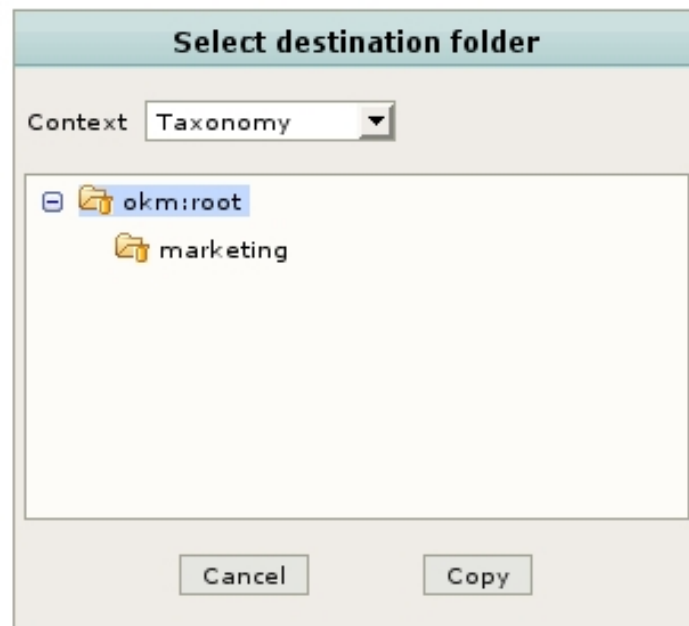 Select destination folder
Context Taxonomy
okm:root
marketing
Cancel Copy